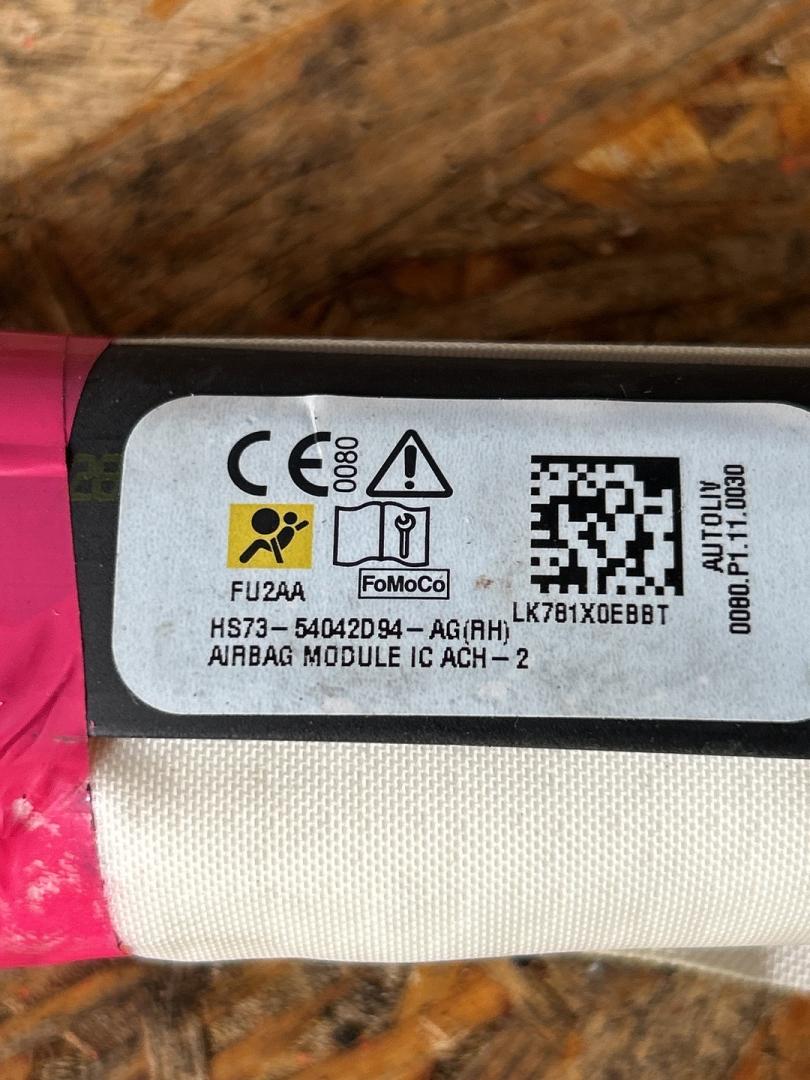 CE 0080
FU2AA
FoMoCo
HS73-54042D94-AG(RH)
AIRBAG MODULE IC ACH-2
LK781X0EBBT
AUTOLIV
0080.P1.11.0030
28